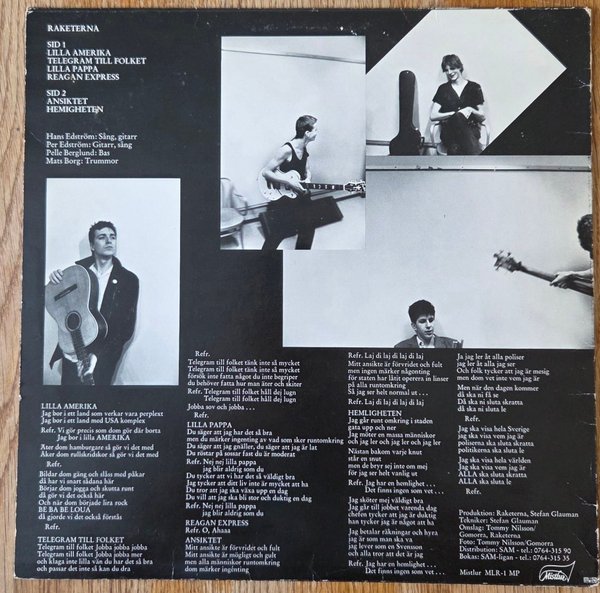 RAKETERNA
SID 1
LILLA AMERIKA
TELEGRAM TILL FOLKET
LILLA PAPPA
REAGAN EXPRESS
SID 2
ANSIKTET
HEMIGHETEN
Hans Edström: Sång, gitarr
Per Edström: Gitarr, sång
Pelle Berglund: Bas
Mats Borg: Trummor
LILLA AMERIKA
Jag bor i ett land som verkar vara perplext
Jag bor i ett land med USA komplex
Refr. Vi gör precis som dom gör där borta
Jag bor i lilla AMERIKA
Äter dom hamburgare så gör vi det med
Åker dom rullskridskor så gör vi det med
Refr.
Bildar dom gäng och slåss med påkar
då har vi snart sådana här
Börjar dom jogga och skutta runt
då gör vi det också här
Och när dom började lira rock
BE BA BE LOUA
då gjorde vi det också förstås
Refr.
TELEGRAM TILL FOLKET
Telegram till folket Jobba jobba jobba
Telegram till folket Jobba jobba mer
och klaga inte lilla vän du har det så bra
och passar det inte så kan du dra
Refr.
Telegram till folket tänk inte så mycket
Telegram till folket tänk inte så mycket
försök inte fatta något du inte begriper
du behöver fatta hur man äter och skiter
Refr. Telegram till folket håll dej lugn
Telegram till folket håll dej lugn
Jobba sov och jobba . . .
Refr.
LILLA PAPPA
Du säger att jag har det så bra
men du märker ingenting av vad som sker runtomkring
Du säger att jag gnäller, du säger att jag är lat
Du röstar på sossar fast du är moderat
Refr. Nej nej lilla pappa
jag blir aldrig som du
Du tycker att vi har det så väldigt bra
Jag tycker att ditt liv inte är mycket att ha
Du tror att jag ska växa upp en dag
Du vill att jag ska bli stor och duktig en dag
Refr. Nej nej lilla pappa
jag blir aldrig som du
REAGAN EXPRESS
Refr. O, Ahaaa
ANSIKTET
Mitt ansikte är förvridet och fult
Mitt ansikte är mögligt och gult
men alla människor runtomkring
dom märker ingenting
Refr. Laj di laj di laj di laj
Mitt ansikte är förvridet och fult
men ingen märker någonting
för staten har låtit operera in linser
på alla runtomkring
Så jag ser helt normal ut . . .
Refr. Laj di laj di laj di laj
HEMLIGHETEN
Jag går runt omkring i staden
gata upp och ner
Jag möter en massa människor
och jag ler och jag ler och jag ler
Nästan bakom varje knut
står en snut
men de bryr sej inte om mej
för jag ser helt vanlig ut
Refr. Jag har en hemlighet . . .
Det finns ingen som vet . . .
Jag sköter mej väldigt bra
Jag går till jobbet varenda dag
chefen tycker att jag är duktig
han tycker jag är något att ha
Jag betalar räkningar och hyra
jag är som man ska va
jag lever som en Svensson
och alla tror att det är jag
Refr. Jag har en hemlighet . . .
Det finns ingen som vet . . .
Ja jag ler åt alla poliser
jag ler åt alla jag ser
Och folk tycker att jag är mesig
men dom vet inte vem jag är
Men när den dagen kommer
då ska ni få se
Då ska ni sluta skratta
då ska ni sluta le
Refr.
Jag ska visa hela Sverige
jag ska visa vem jag är
poliserna ska sluta skratta
politikerna ska sluta le
Jag ska visa hela världen
Jag ska visa vem jag är
ALLA ska sluta skratta
ALLA ska sluta le
Refr.
Produktion: Raketerna, Stefan Glauman
Tekniker: Stefan Glauman
Omslag: Tommy Nilsson/
Gomorra, Raketerna
Foto: Tommy Nilsson/Gomorra
Distribution: SAM - tel.: 0764-315 90
Bokas: SAM-ligan - tel.: 0764-315 35
Mistlur MLR-1 MP
Mistlur